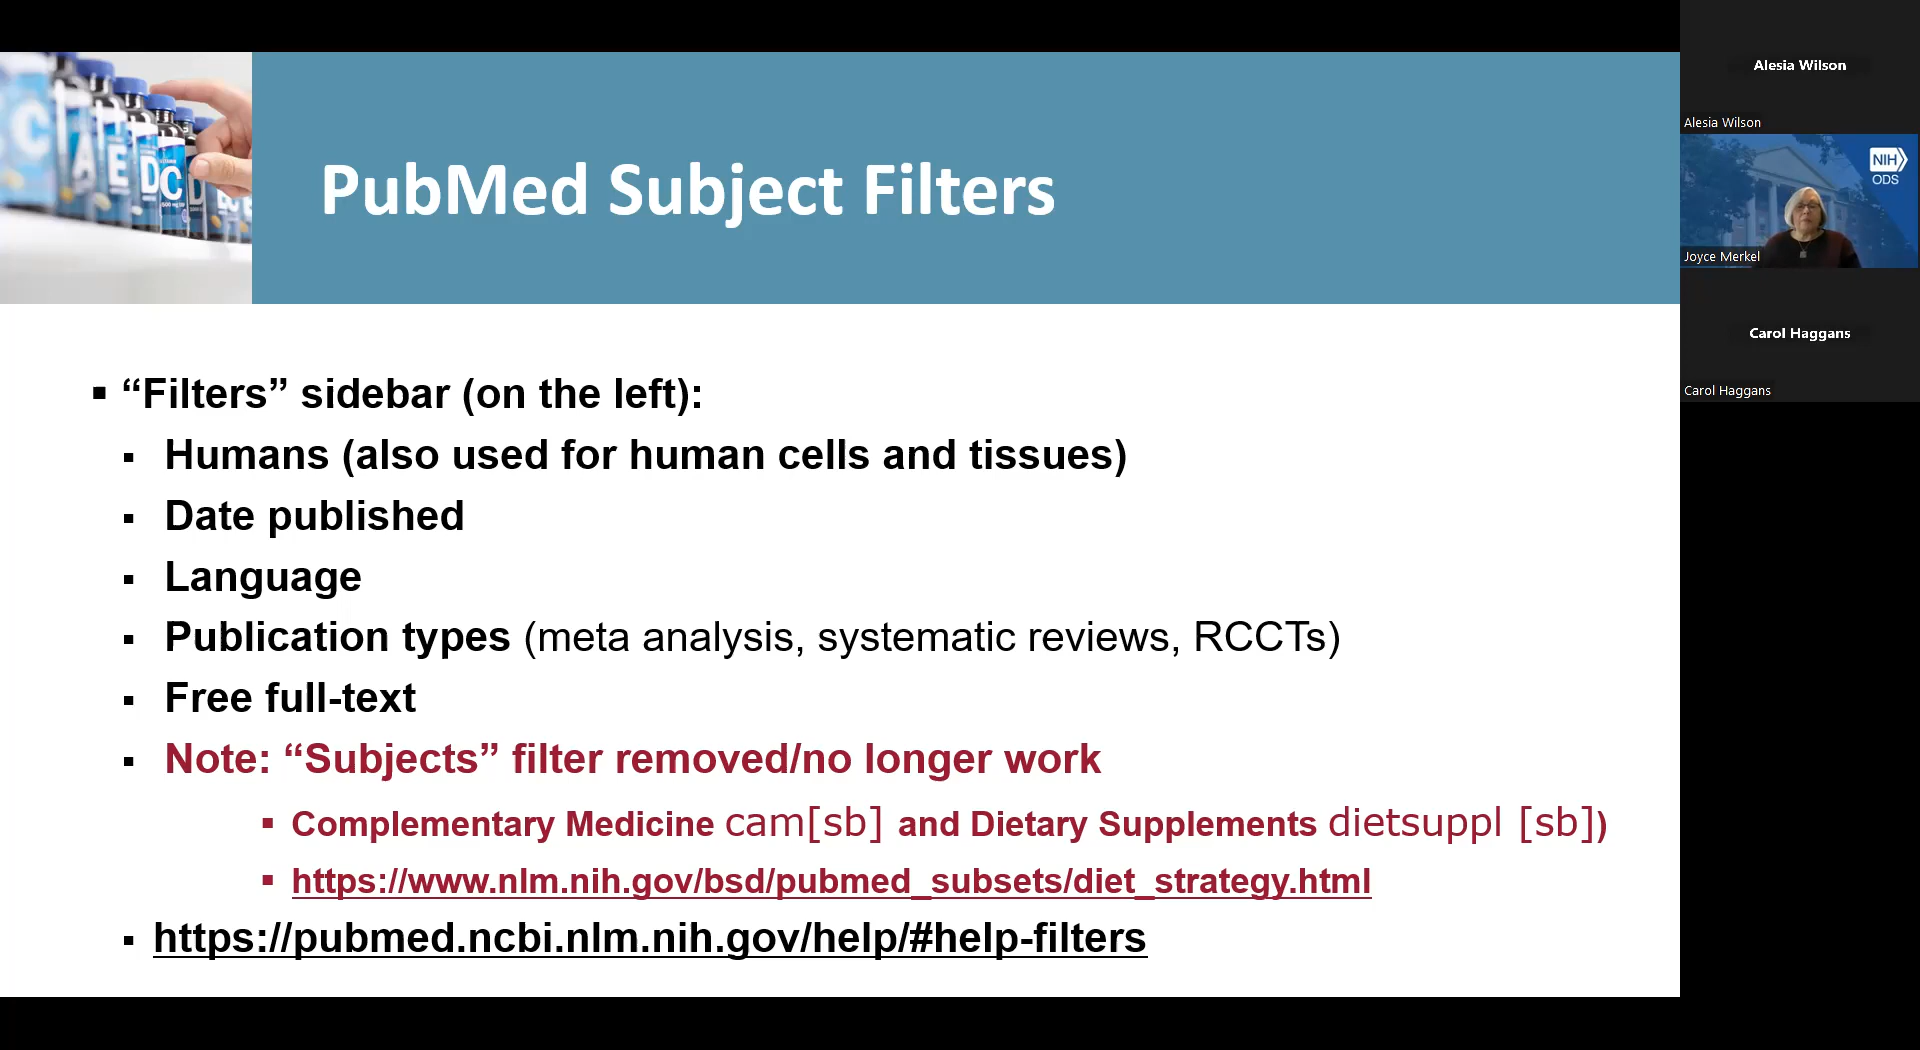 PubMed Subject Filters
C
A
E
D
C
D
▪ “Filters” sidebar (on the left):
▪ Humans (also used for human cells and tissues)
▪ Date published
▪ Language
▪ Publication types (meta analysis, systematic reviews, RCCTs)
▪ Free full-text
▪ Note: “Subjects” filter removed/no longer work
▪ Complementary Medicine cam[sb] and Dietary Supplements dietsuppl [sb])
▪ https://www.nlm.nih.gov/bsd/pubmed_subsets/diet_strategy.html
▪ https://pubmed.ncbi.nlm.nih.gov/help/#help-filters
Alesia Wilson
Alesia Wilson
NIH
ODS
Joyce Merkel
Carol Haggans
Carol Haggans